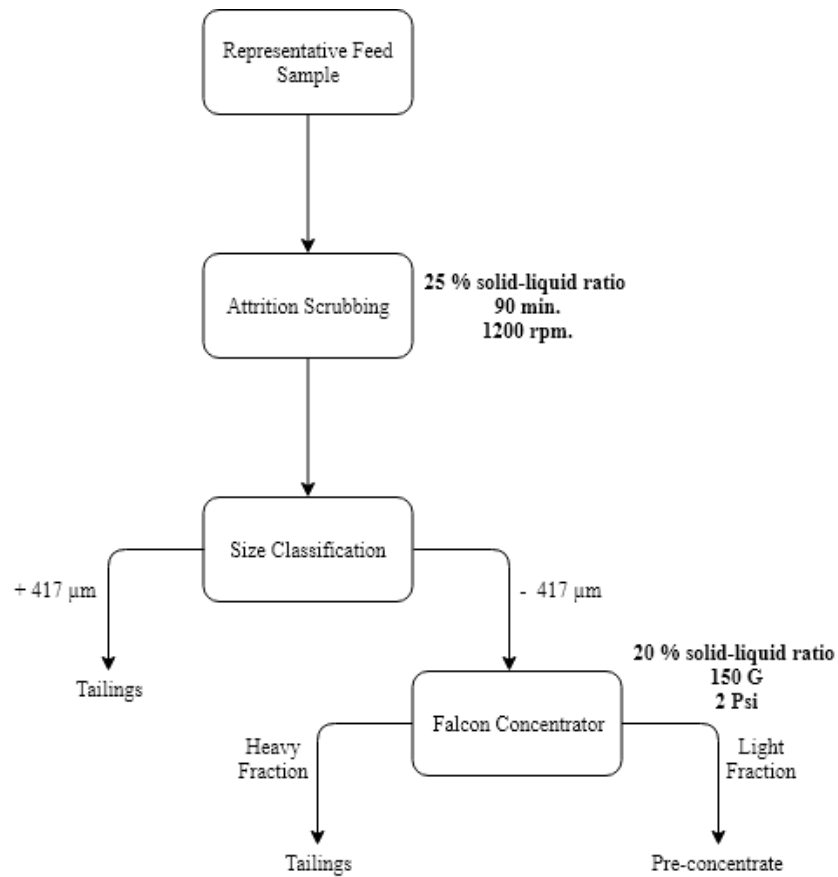 Representative Feed
Sample
Attrition Scrubbing
25 % solid-liquid ratio
90 min.
1200 rpm.
Size Classification
+ 417 µm
- 417 µm
20 % solid-liquid ratio
150 G
2 Psi
Falcon Concentrator
Heavy
Fraction
Light
Fraction
Tailings
Tailings
Pre-concentrate